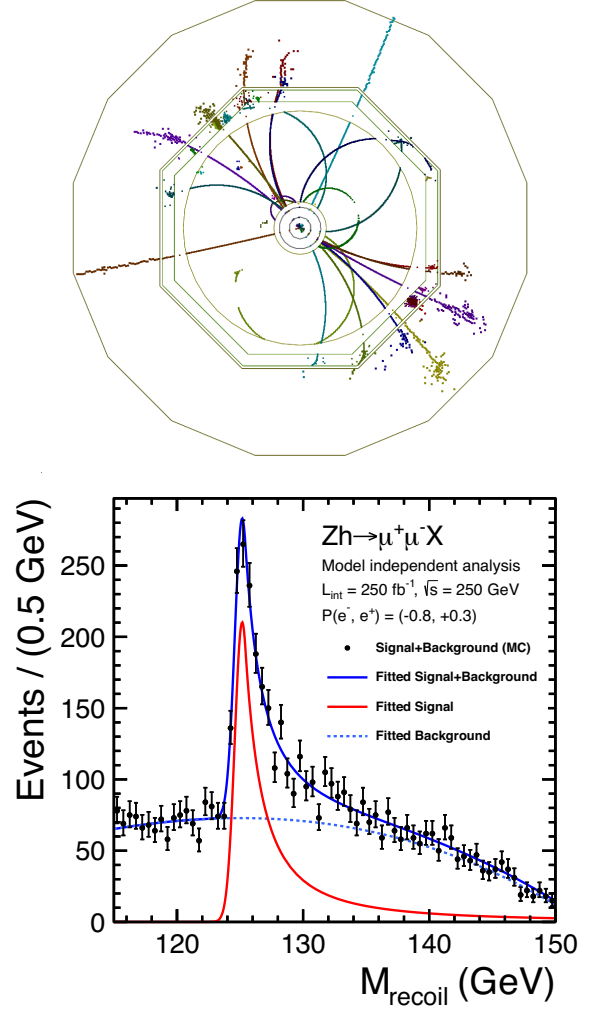 Zh→μ⁺μ⁻X
Model independent analysis
L_int = 250 fb⁻¹, √s = 250 GeV
P(e⁻, e⁺) = (-0.8, +0.3)
Signal+Background (MC)
Fitted Signal+Background
Fitted Signal
Fitted Background
Events / (0.5 GeV)
250
200
150
100
50
0
120 130 140 150
M_recoil (GeV)